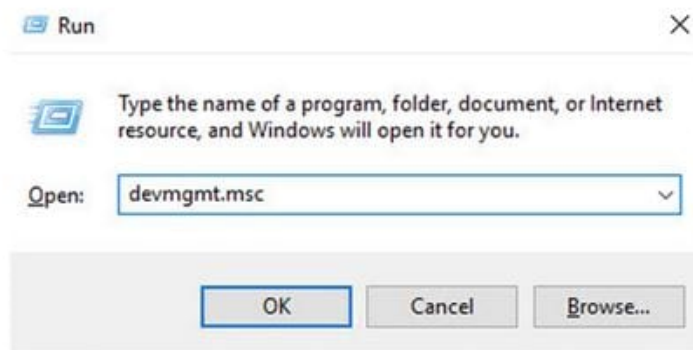 Run
Type the name of a program, folder, document, or Internet
resource, and Windows will open it for you.
Open: devmgmt.msc
OK Cancel Browse...